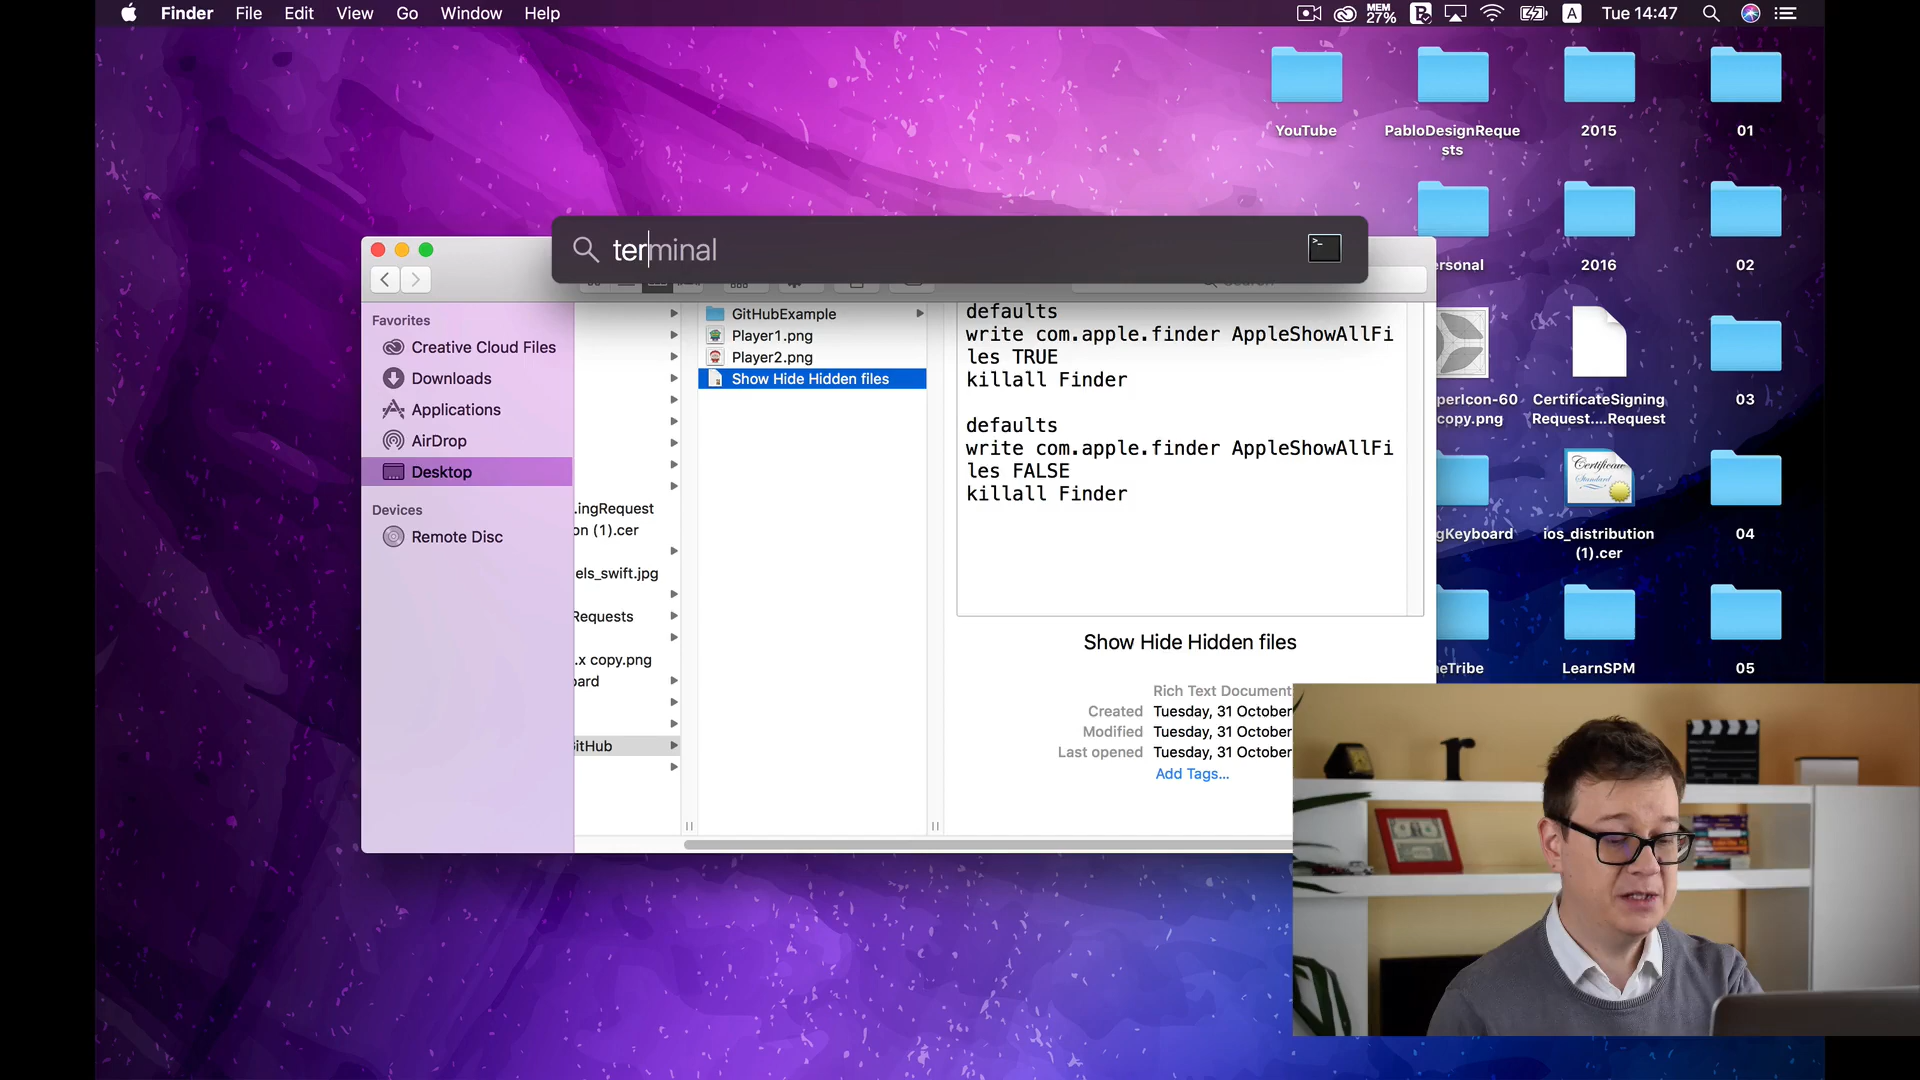 Finder File Edit View Go Window Help
MEM
27%
A
Tue 14:47
YouTube
PabloDesignReque
sts
2015
01
terminal
ersonal
2016
02
Search
Favorites
Creative Cloud Files
Downloads
Applications
AirDrop
Desktop
Devices
Remote Disc
.ingRequest
on (1).cer
els_swift.jpg
Requests
.x copy.png
ard
itHub
GitHubExample
Player1.png
Player2.png
Show Hide Hidden files
defaults
write com.apple.finder AppleShowAllFi
les TRUE
killall Finder
defaults
write com.apple.finder AppleShowAllFi
les FALSE
killall Finder
Show Hide Hidden files
Rich Text Document
Created Tuesday, 31 October
Modified Tuesday, 31 October
Last opened Tuesday, 31 October
Add Tags...
perIcon-60
copy.png
CertificateSigning
Request....Request
03
Certificate
Standard
gKeyboard
ios_distribution
(1).cer
04
eTribe
LearnSPM
05